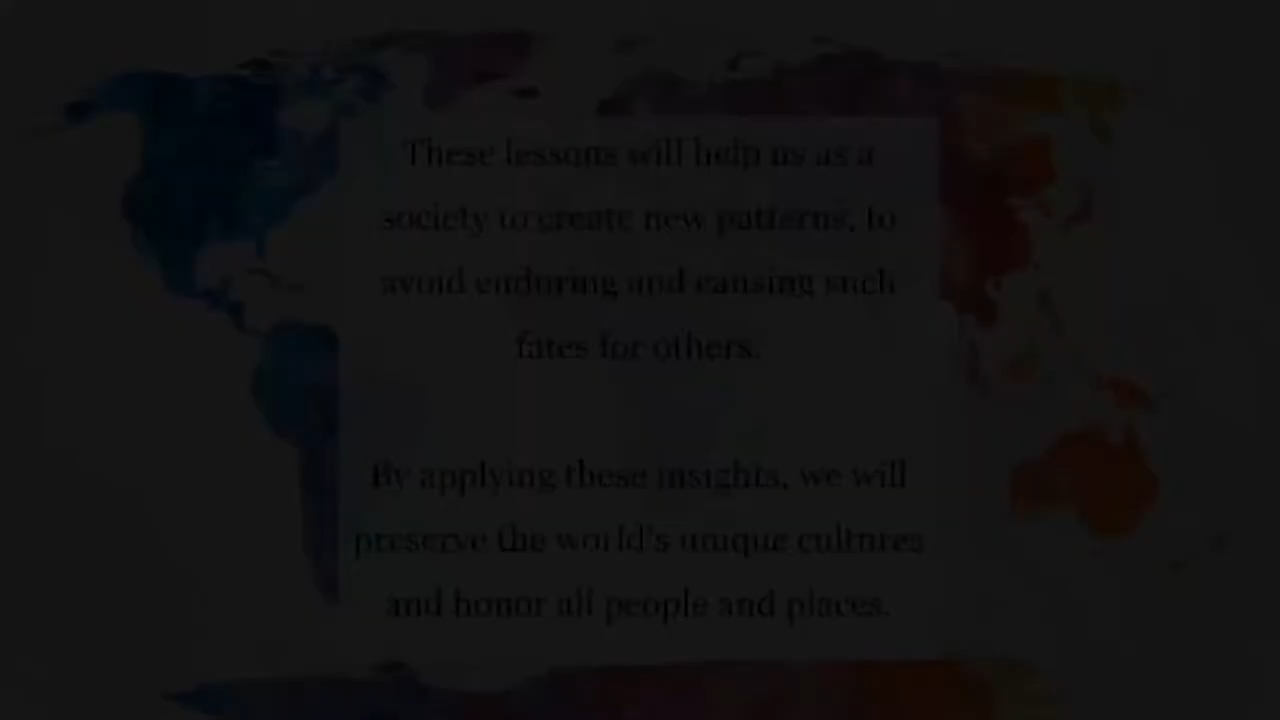 These lessons will help us as a
society to create new patterns, to
avoid enduring and causing such
fates for others.
By applying these insights, we will
preserve the world's unique cultures
and honor all people and places.